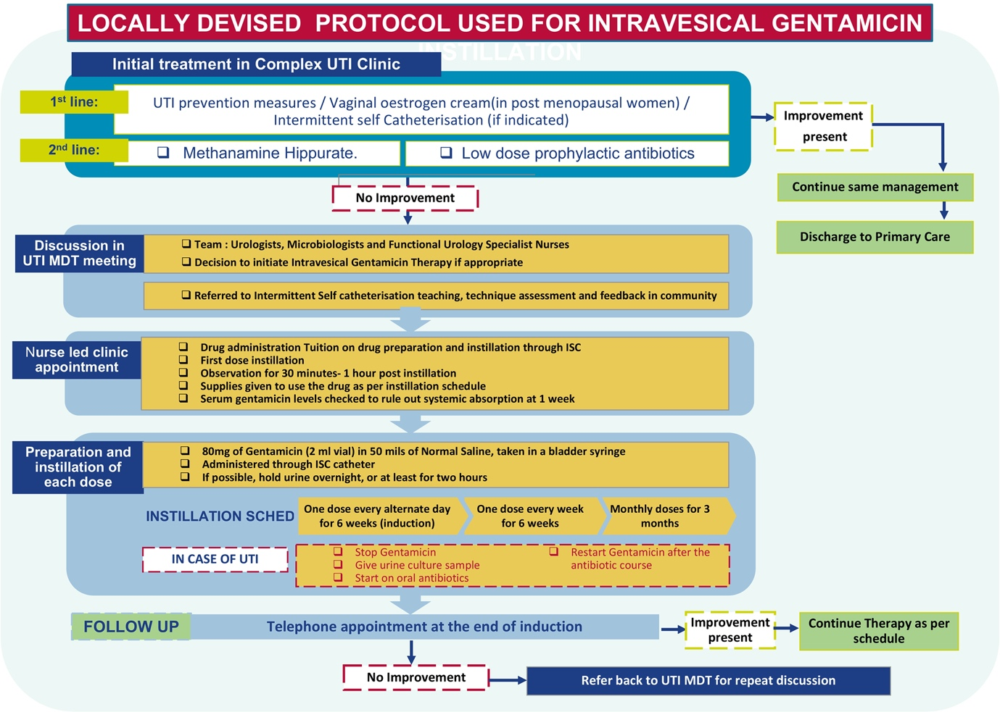 LOCALLY DEVISED PROTOCOL USED FOR INTRAVESICAL GENTAMICIN
INSTILLATION
Initial treatment in Complex UTI Clinic
1st line:
UTI prevention measures / Vaginal oestrogen cream(in post menopausal women) /
Intermittent self Catheterisation (if indicated)
2nd line:
❑ Methanamine Hippurate.
❑ Low dose prophylactic antibiotics
Improvement
present
Continue same management
Discharge to Primary Care
No Improvement
Discussion in
UTI MDT meeting
❑ Team : Urologists, Microbiologists and Functional Urology Specialist Nurses
❑ Decision to initiate Intravesical Gentamicin Therapy if appropriate
❑ Referred to Intermittent Self catheterisation teaching, technique assessment and feedback in community
Nurse led clinic
appointment
❑ Drug administration Tuition on drug preparation and instillation through ISC
❑ First dose instillation
❑ Observation for 30 minutes- 1 hour post instillation
❑ Supplies given to use the drug as per instillation schedule
❑ Serum gentamicin levels checked to rule out systemic absorption at 1 week
Preparation and
instillation of
each dose
❑ 80mg of Gentamicin (2 ml vial) in 50 mils of Normal Saline, taken in a bladder syringe
❑ Administered through ISC catheter
❑ If possible, hold urine overnight, or at least for two hours
INSTILLATION SCHED
One dose every alternate day
for 6 weeks (induction)
One dose every week
for 6 weeks
Monthly doses for 3
months
IN CASE OF UTI
❑ Stop Gentamicin
❑ Give urine culture sample
❑ Start on oral antibiotics
❑ Restart Gentamicin after the
antibiotic course
FOLLOW UP
Telephone appointment at the end of induction
Improvement
present
Continue Therapy as per
schedule
No Improvement
Refer back to UTI MDT for repeat discussion